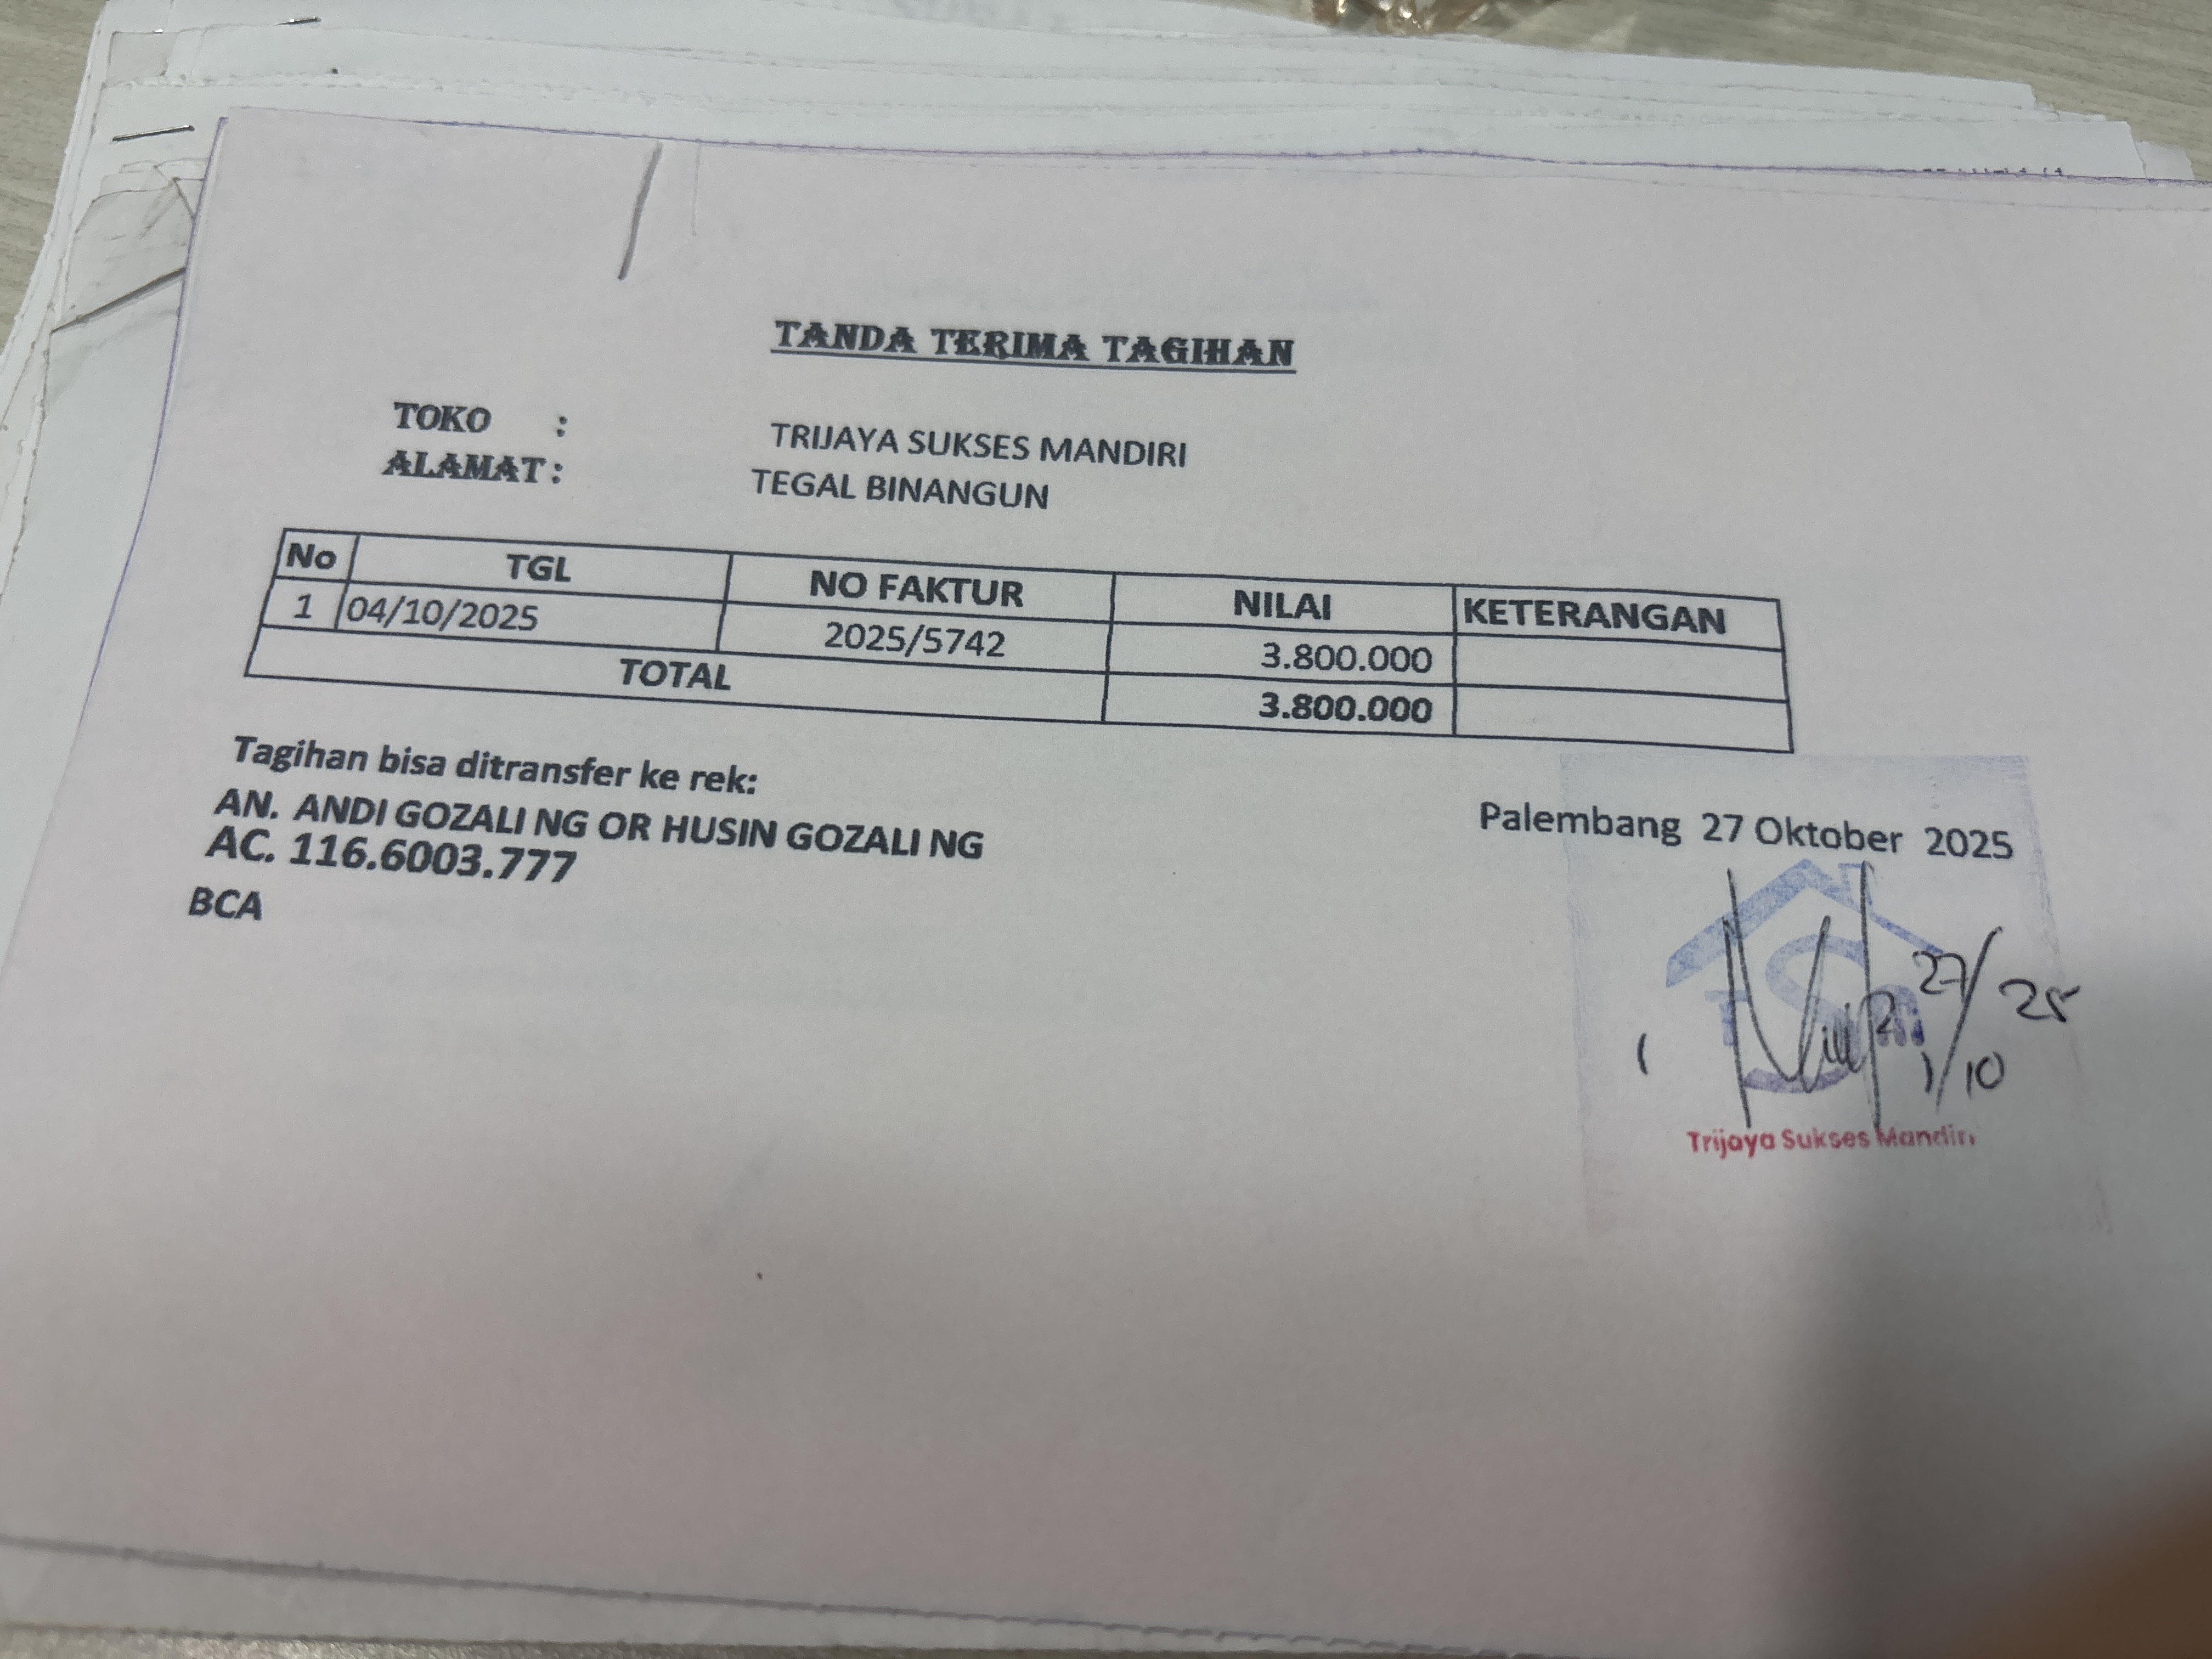 TANDA TERIMA TAGIHAN
TOKO : TRIJAYA SUKSES MANDIRI
ALAMAT : TEGAL BINANGUN
No TGL NO FAKTUR NILAI KETERANGAN
1 04/10/2025 2025/5742 3.800.000
TOTAL 3.800.000
Tagihan bisa ditransfer ke rek:
AN. ANDI GOZALI NG OR HUSIN GOZALI NG
AC. 116.6003.777
BCA
Palembang 27 Oktober 2025
27/10 25
TSM
Trijaya Sukses Mandiri